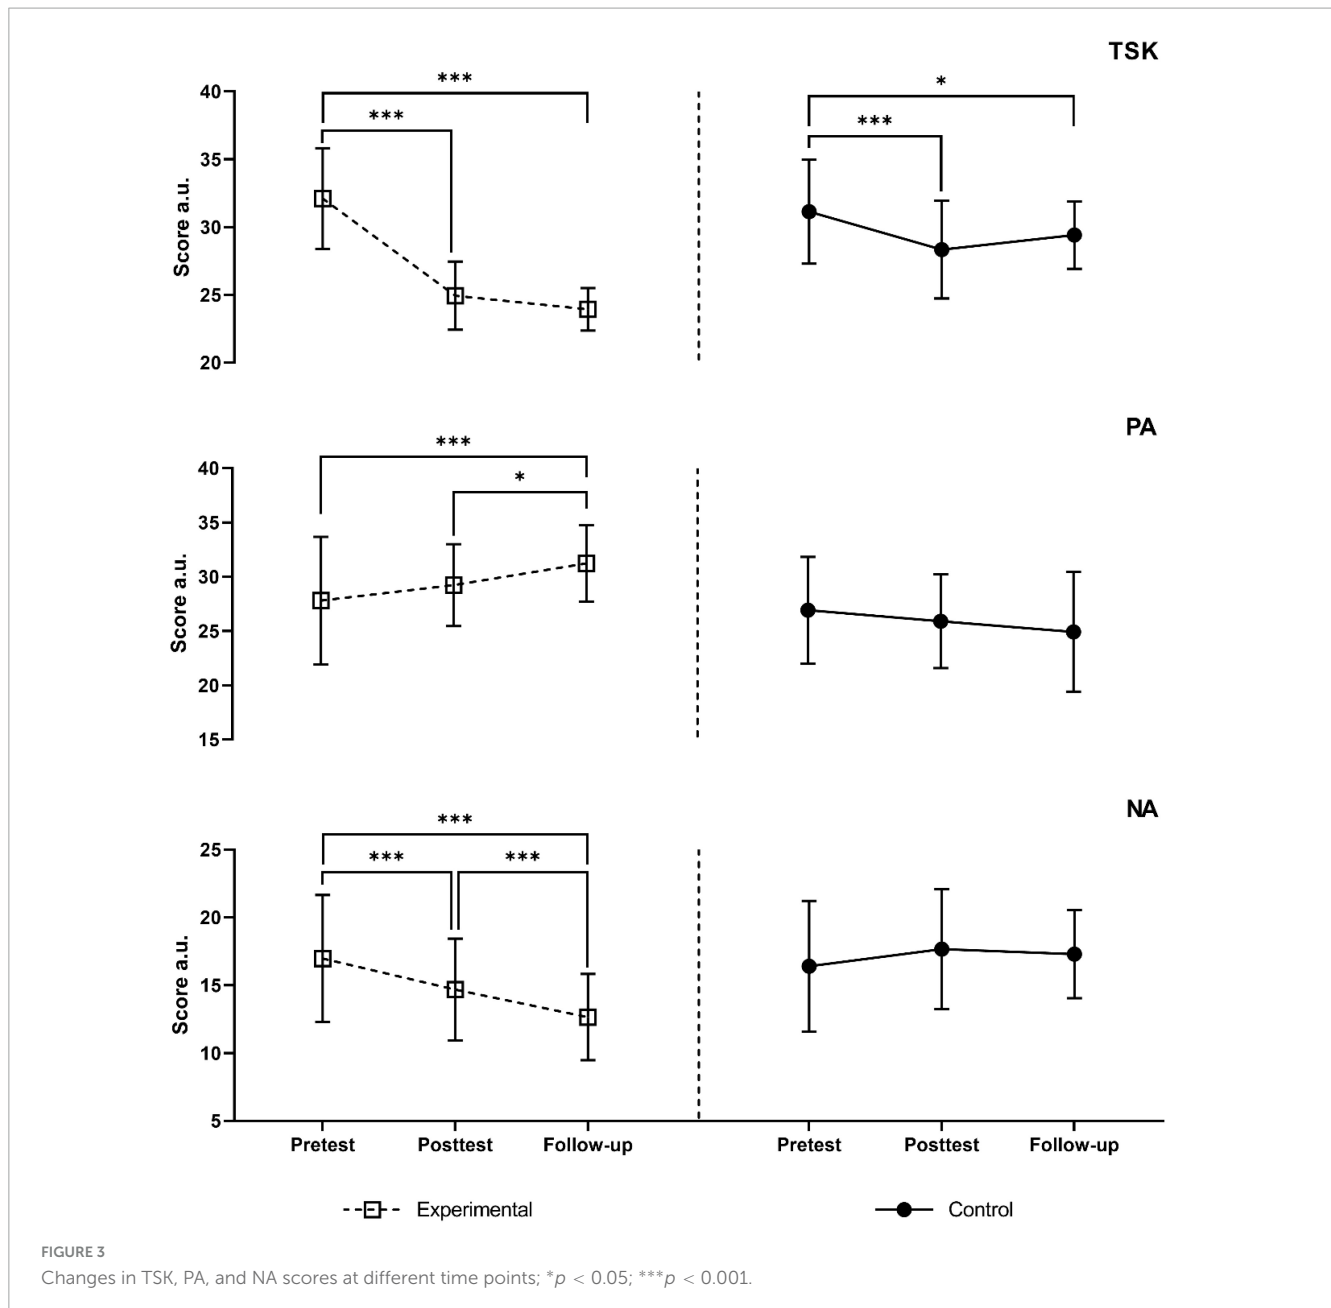 TSK
***
*
40
***
***
35
30
25
20
Score a.u.
PA
***
40
*
35
30
25
20
15
Score a.u.
NA
***
25
***
***
20
15
10
5
Score a.u.
Pretest Posttest Follow-up Pretest Posttest Follow-up
Experimental Control
FIGURE 3
Changes in TSK, PA, and NA scores at different time points; *p < 0.05; ***p < 0.001.